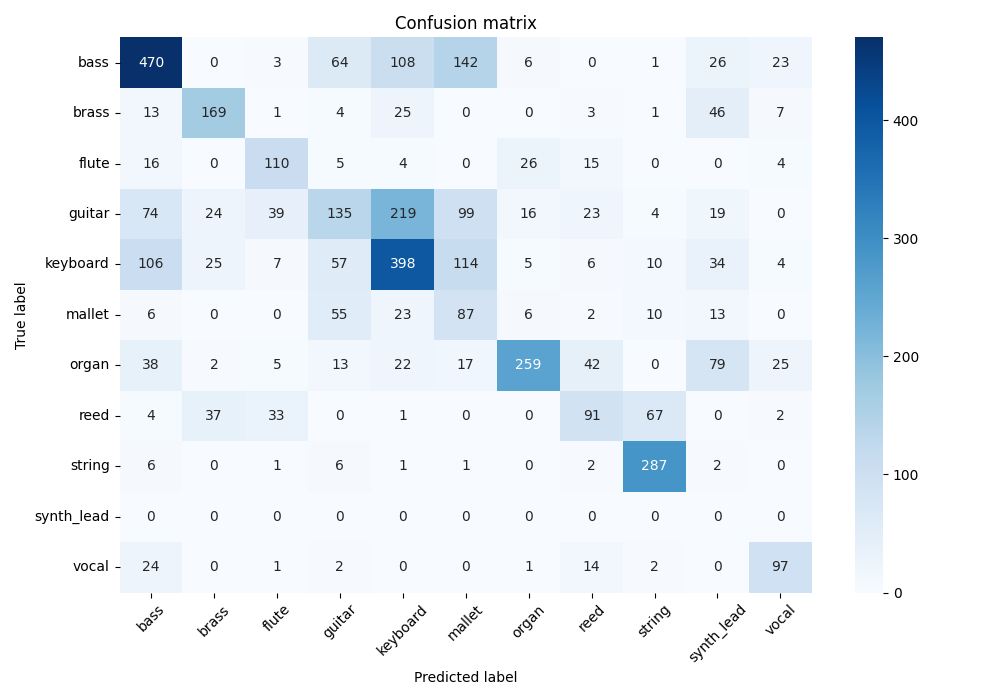 Confusion matrix
bass 470 0 3 64 108 142 6 0 1 26 23
brass 13 169 1 4 25 0 0 3 1 46 7
flute 16 0 110 5 4 0 26 15 0 0 4
guitar 74 24 39 135 219 99 16 23 4 19 0
keyboard 106 25 7 57 398 114 5 6 10 34 4
mallet 6 0 0 55 23 87 6 2 10 13 0
organ 38 2 5 13 22 17 259 42 0 79 25
reed 4 37 33 0 1 0 0 91 67 0 2
string 6 0 1 6 1 1 0 2 287 2 0
synth_lead 0 0 0 0 0 0 0 0 0 0 0
vocal 24 0 1 2 0 0 1 14 2 0 97
bass brass flute guitar keyboard mallet organ reed string synth_lead vocal
Predicted label
True label
400
300
200
100
0